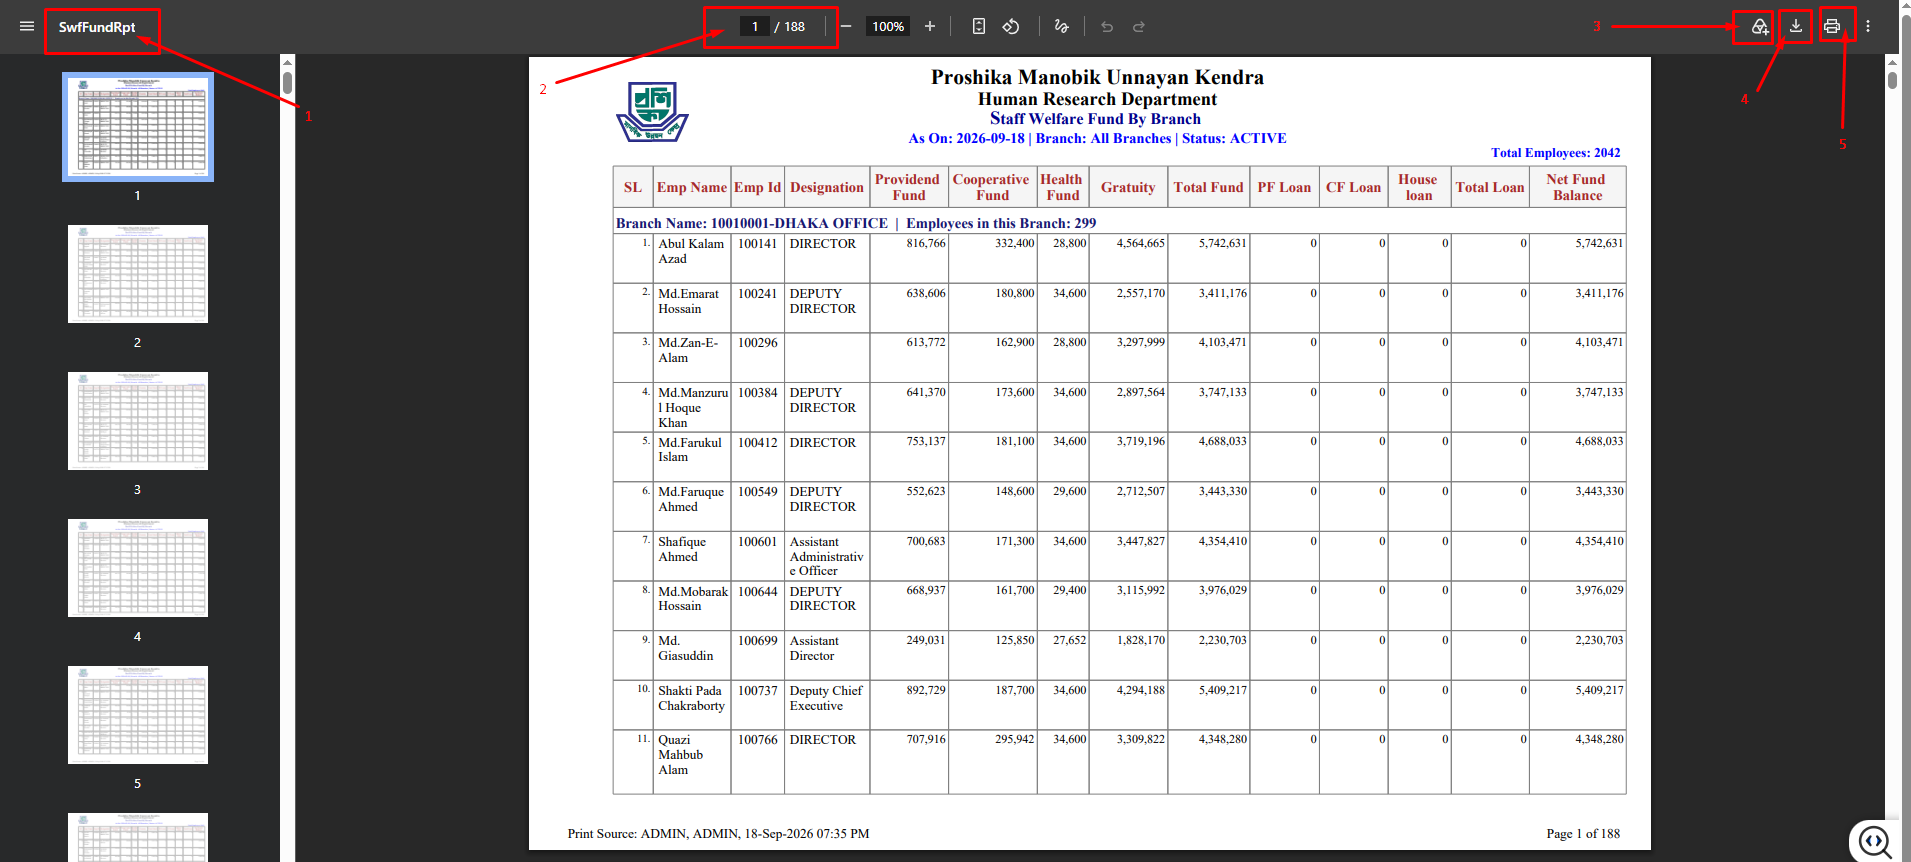 SwfFundRpt
1 / 188
100%
1
2
3
4
5
1
2
3
4
5
প্রশিকা
মানবিক উন্নয়ন কেন্দ্র
Proshika Manobik Unnayan Kendra
Human Research Department
Staff Welfare Fund By Branch
As On: 2026-09-18 | Branch: All Branches | Status: ACTIVE
Total Employees: 2042
SL Emp Name Emp Id Designation Providend Fund Cooperative Fund Health Fund Gratuity Total Fund PF Loan CF Loan House loan Total Loan Net Fund Balance
Branch Name: 10010001-DHAKA OFFICE | Employees in this Branch: 299
1. Abul Kalam Azad 100141 DIRECTOR 816,766 332,400 28,800 4,564,665 5,742,631 0 0 0 0 5,742,631
2. Md.Emarat Hossain 100241 DEPUTY DIRECTOR 638,606 180,800 34,600 2,557,170 3,411,176 0 0 0 0 3,411,176
3. Md.Zan-E-Alam 100296 613,772 162,900 28,800 3,297,999 4,103,471 0 0 0 0 4,103,471
4. Md.Manzurul Hoque Khan 100384 DEPUTY DIRECTOR 641,370 173,600 34,600 2,897,564 3,747,133 0 0 0 0 3,747,133
5. Md.Farukul Islam 100412 DIRECTOR 753,137 181,100 34,600 3,719,196 4,688,033 0 0 0 0 4,688,033
6. Md.Faruque Ahmed 100549 DEPUTY DIRECTOR 552,623 148,600 29,600 2,712,507 3,443,330 0 0 0 0 3,443,330
7. Shafique Ahmed 100601 Assistant Administrative Officer 700,683 171,300 34,600 3,447,827 4,354,410 0 0 0 0 4,354,410
8. Md.Mobarak Hossain 100644 DEPUTY DIRECTOR 668,937 161,700 29,400 3,115,992 3,976,029 0 0 0 0 3,976,029
9. Md. Giasuddin 100699 Assistant Director 249,031 125,850 27,652 1,828,170 2,230,703 0 0 0 0 2,230,703
10. Shakti Pada Chakraborty 100737 Deputy Chief Executive 892,729 187,700 34,600 4,294,188 5,409,217 0 0 0 0 5,409,217
11. Quazi Mahbub Alam 100766 DIRECTOR 707,916 295,942 34,600 3,309,822 4,348,280 0 0 0 0 4,348,280
Print Source: ADMIN, ADMIN, 18-Sep-2026 07:35 PM
Page 1 of 188